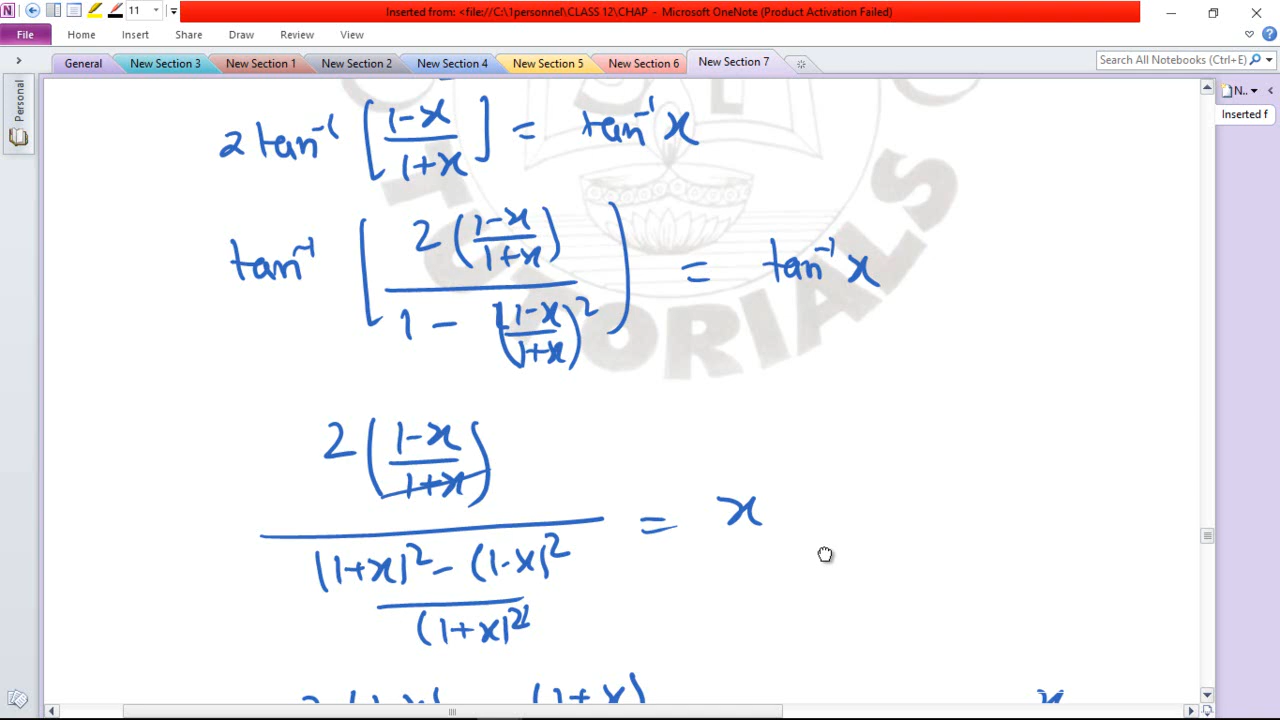 Inserted from: <file://C:\1personnel\CLASS 12\CHAP - Microsoft OneNote (Product Activation Failed)
11
File Home Insert Share Draw Review View
General New Section 3 New Section 1 New Section 2 New Section 4 New Section 5 New Section 6 New Section 7
Search All Notebooks (Ctrl+E)
Personal
N..
Inserted f
TUTORIALS
2 tan⁻¹ [(1-x)/(1+x)] = tan⁻¹ x
tan⁻¹ [2((1-x)/(1+x)) / (1 - ((1-x)/(1+x))²)] = tan⁻¹ x
2((1-x)/(1+x)) / (((1+x)² - (1-x)²)/(1+x)²) = x